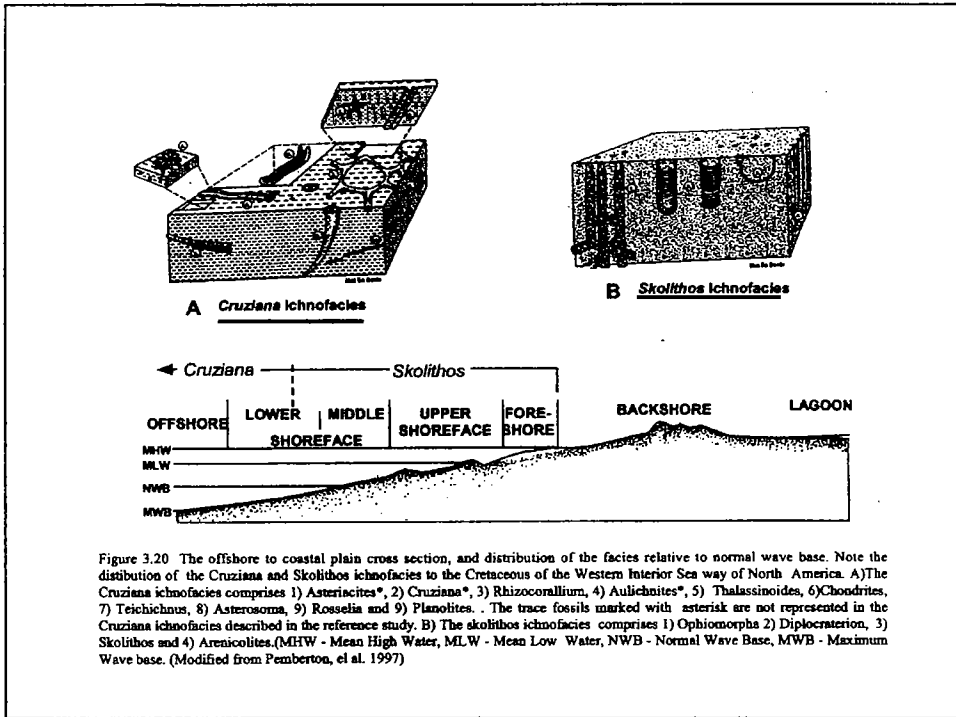 A Cruziana Ichnofacies
B Skolithos Ichnofacies
Cruziana Skolithos
OFFSHORE LOWER MIDDLE SHOREFACE UPPER SHOREFACE FORE-SHORE BACKSHORE LAGOON
MHW
MLW
NWB
MWB
Figure 3.20 The offshore to coastal plain cross section, and distribution of the facies relative to normal wave base. Note the
distibution of the Cruziana and Skolithos ichnofacies to the Cretaceous of the Western Interior Sea way of North America. A)The
Cruziana ichnofacies comprises 1) Asteriacites*, 2) Cruziana*, 3) Rhizocorallium, 4) Aulichnites*, 5) Thalassinoides, 6)Chondrites,
7) Teichichnus, 8) Asterosoma, 9) Rosselia and 9) Planolites. . The trace fossils marked with asterisk are not represented in the
Cruziana ichnofacies described in the reference study. B) The skolithos ichnofacies comprises 1) Ophiomorpha 2) Diplocraterion, 3)
Skolithos and 4) Arenicolites.(MHW - Mean High Water, MLW - Mean Low Water, NWB - Normal Wave Base, MWB - Maximum
Wave base. (Modified from Pemberton, el al. 1997)